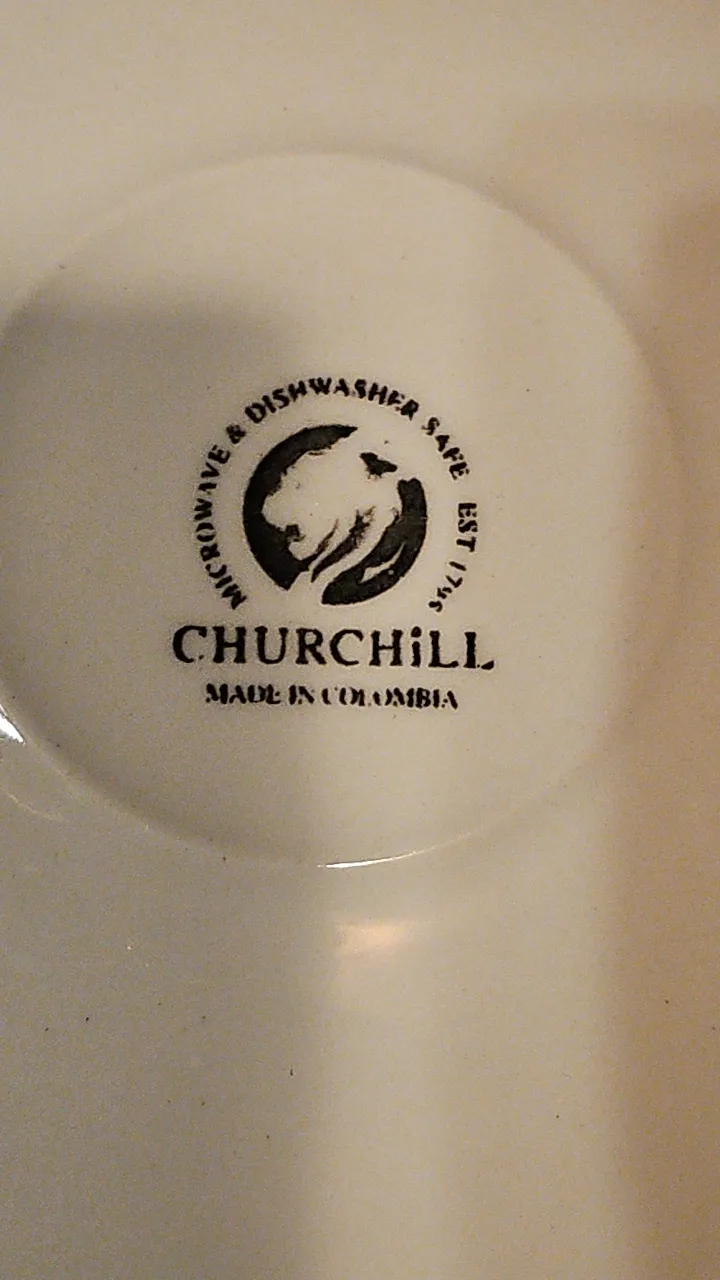 MICROWAVE & DISHWASHER SAFE EST 1795
CHURCHiLL
MADE IN COLOMBIA